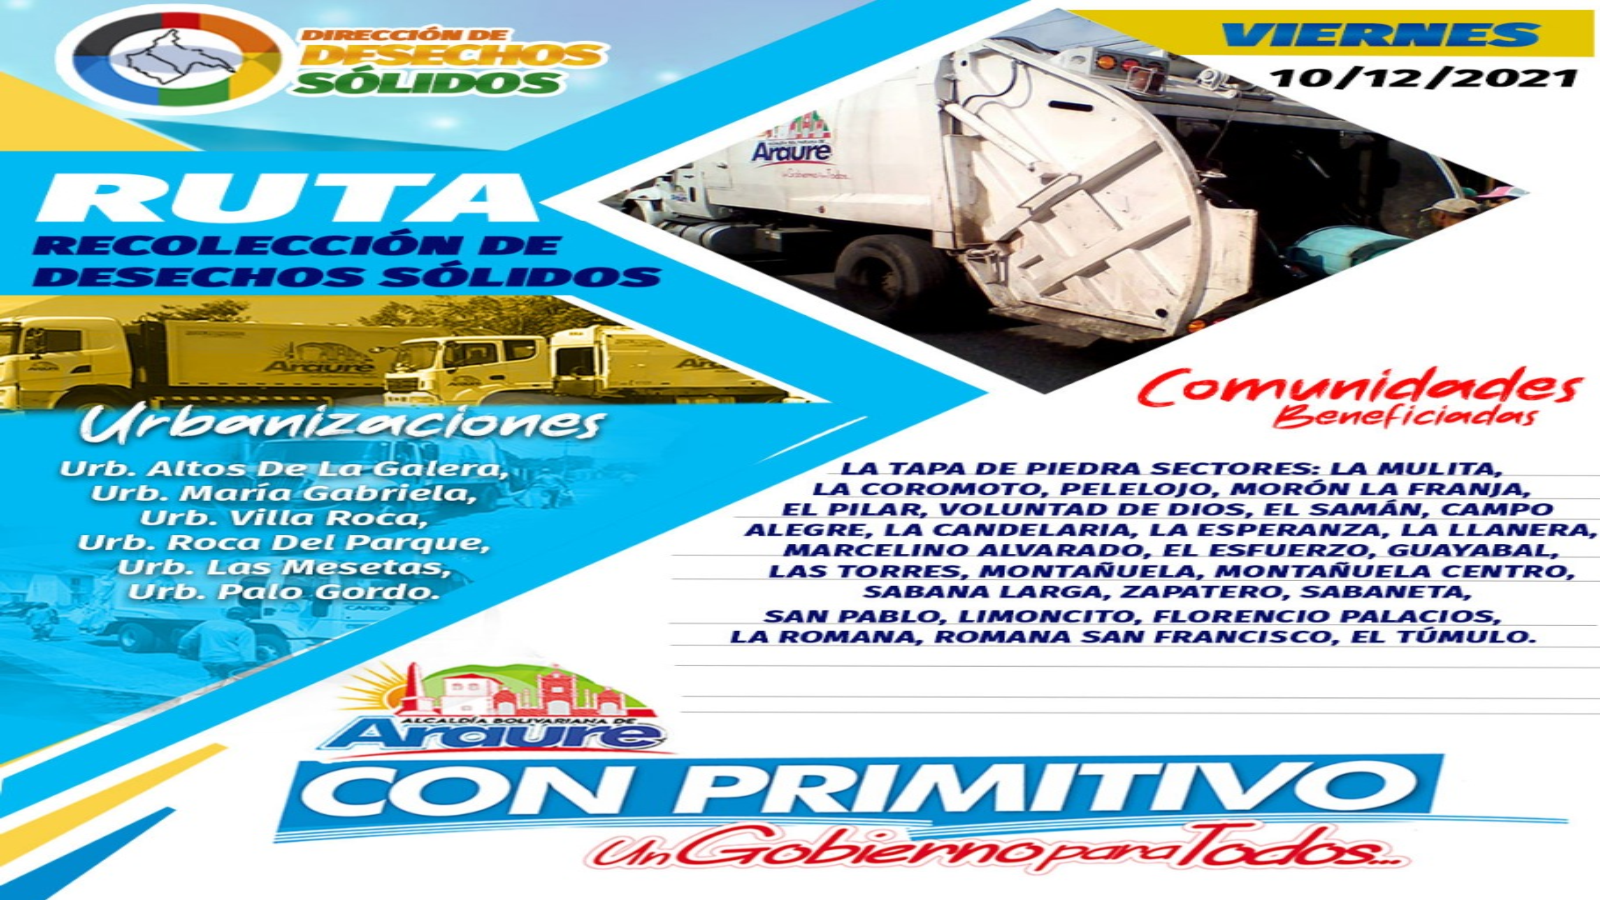 DIRECCIÓN DE
DESECHOS
SÓLIDOS
VIERNES
10/12/2021
RUTA
RECOLECCIÓN DE
DESECHOS SÓLIDOS
Araure
Un Gobierno para Todos...
Araure
Urbanizaciones
Urb. Altos De La Galera,
Urb. María Gabriela,
Urb. Villa Roca,
Urb. Roca Del Parque,
Urb. Las Mesetas,
Urb. Palo Gordo.
Comunidades
Beneficiadas
LA TAPA DE PIEDRA SECTORES: LA MULITA,
LA COROMOTO, PELELOJO, MORÓN LA FRANJA,
EL PILAR, VOLUNTAD DE DIOS, EL SAMÁN, CAMPO
ALEGRE, LA CANDELARIA, LA ESPERANZA, LA LLANERA,
MARCELINO ALVARADO, EL ESFUERZO, GUAYABAL,
LAS TORRES, MONTAÑUELA, MONTAÑUELA CENTRO,
SABANA LARGA, ZAPATERO, SABANETA,
SAN PABLO, LIMONCITO, FLORENCIO PALACIOS,
LA ROMANA, ROMANA SAN FRANCISCO, EL TÚMULO.
ALCALDÍA BOLIVARIANA DE
Araure
CON PRIMITIVO
Un Gobierno para Todos...